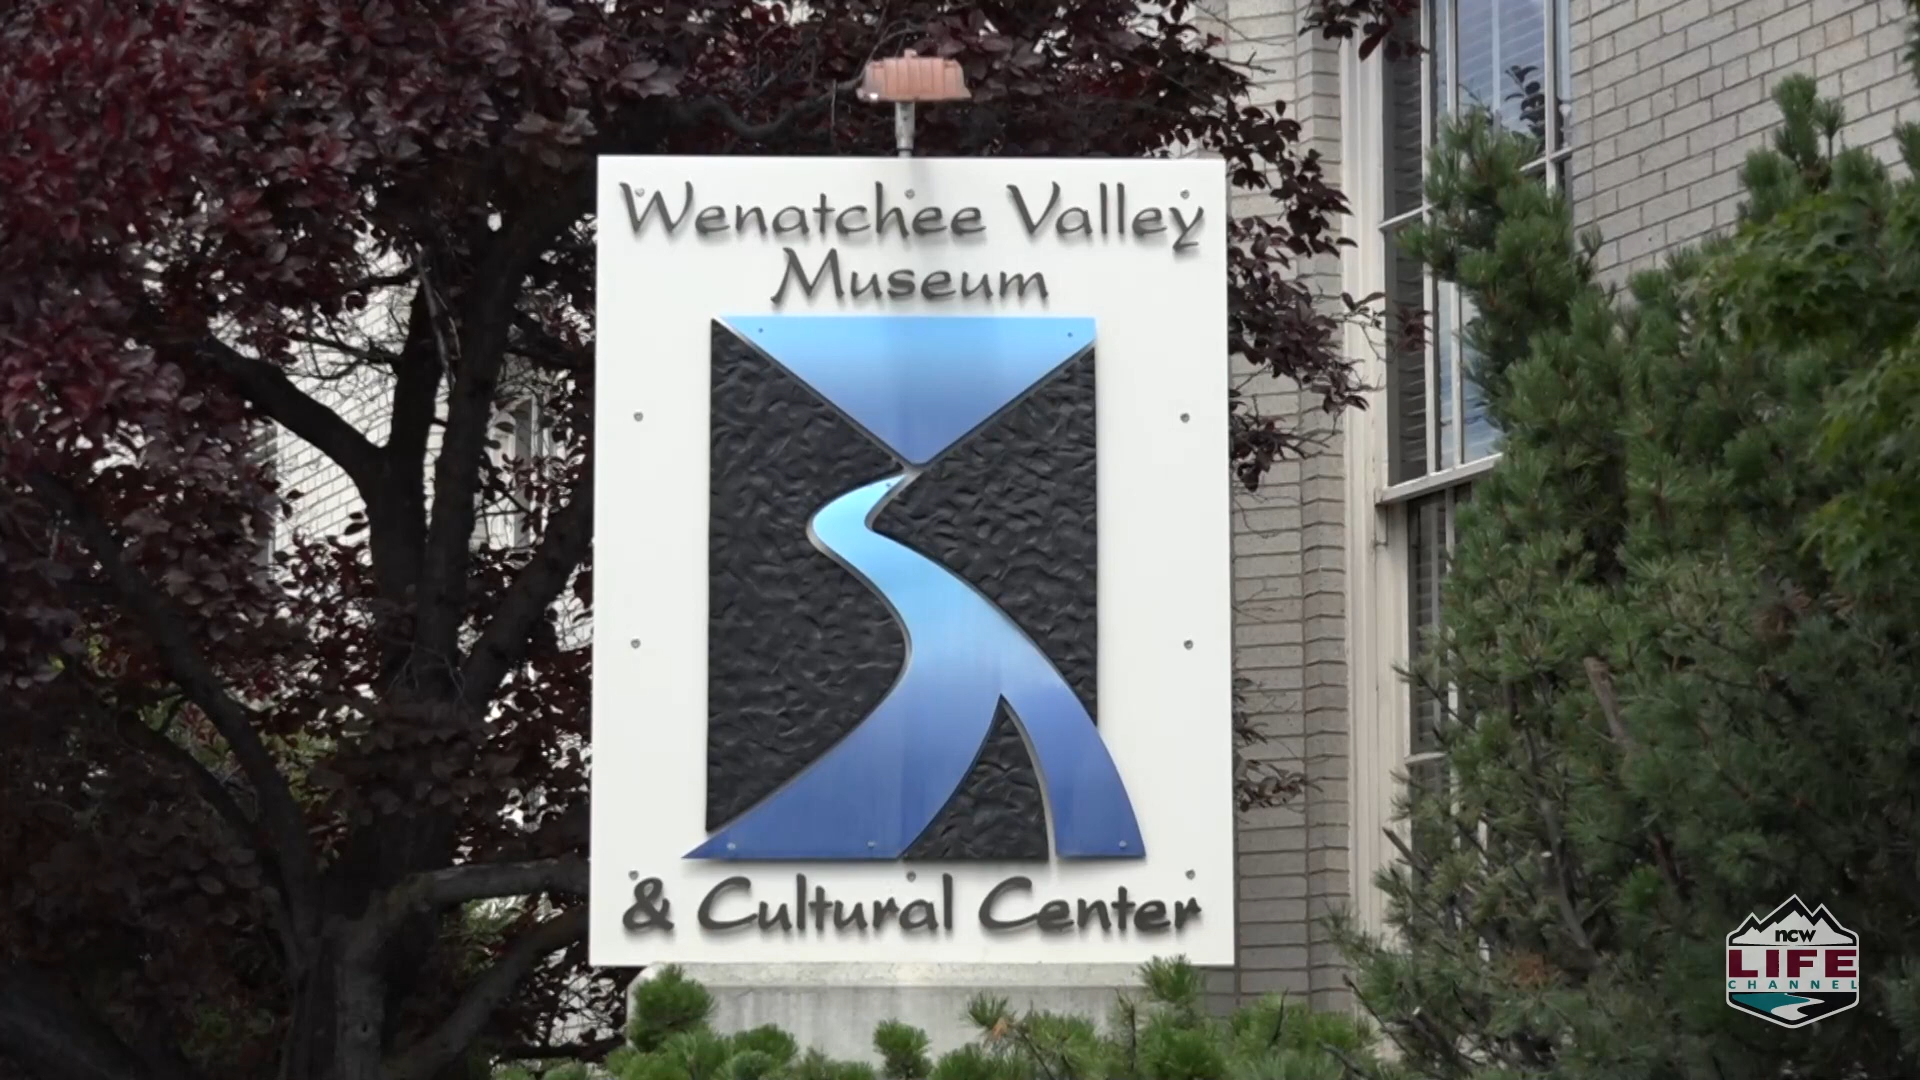 Wenatchee Valley
Museum
& Cultural Center
ncw
LIFE
CHANNEL